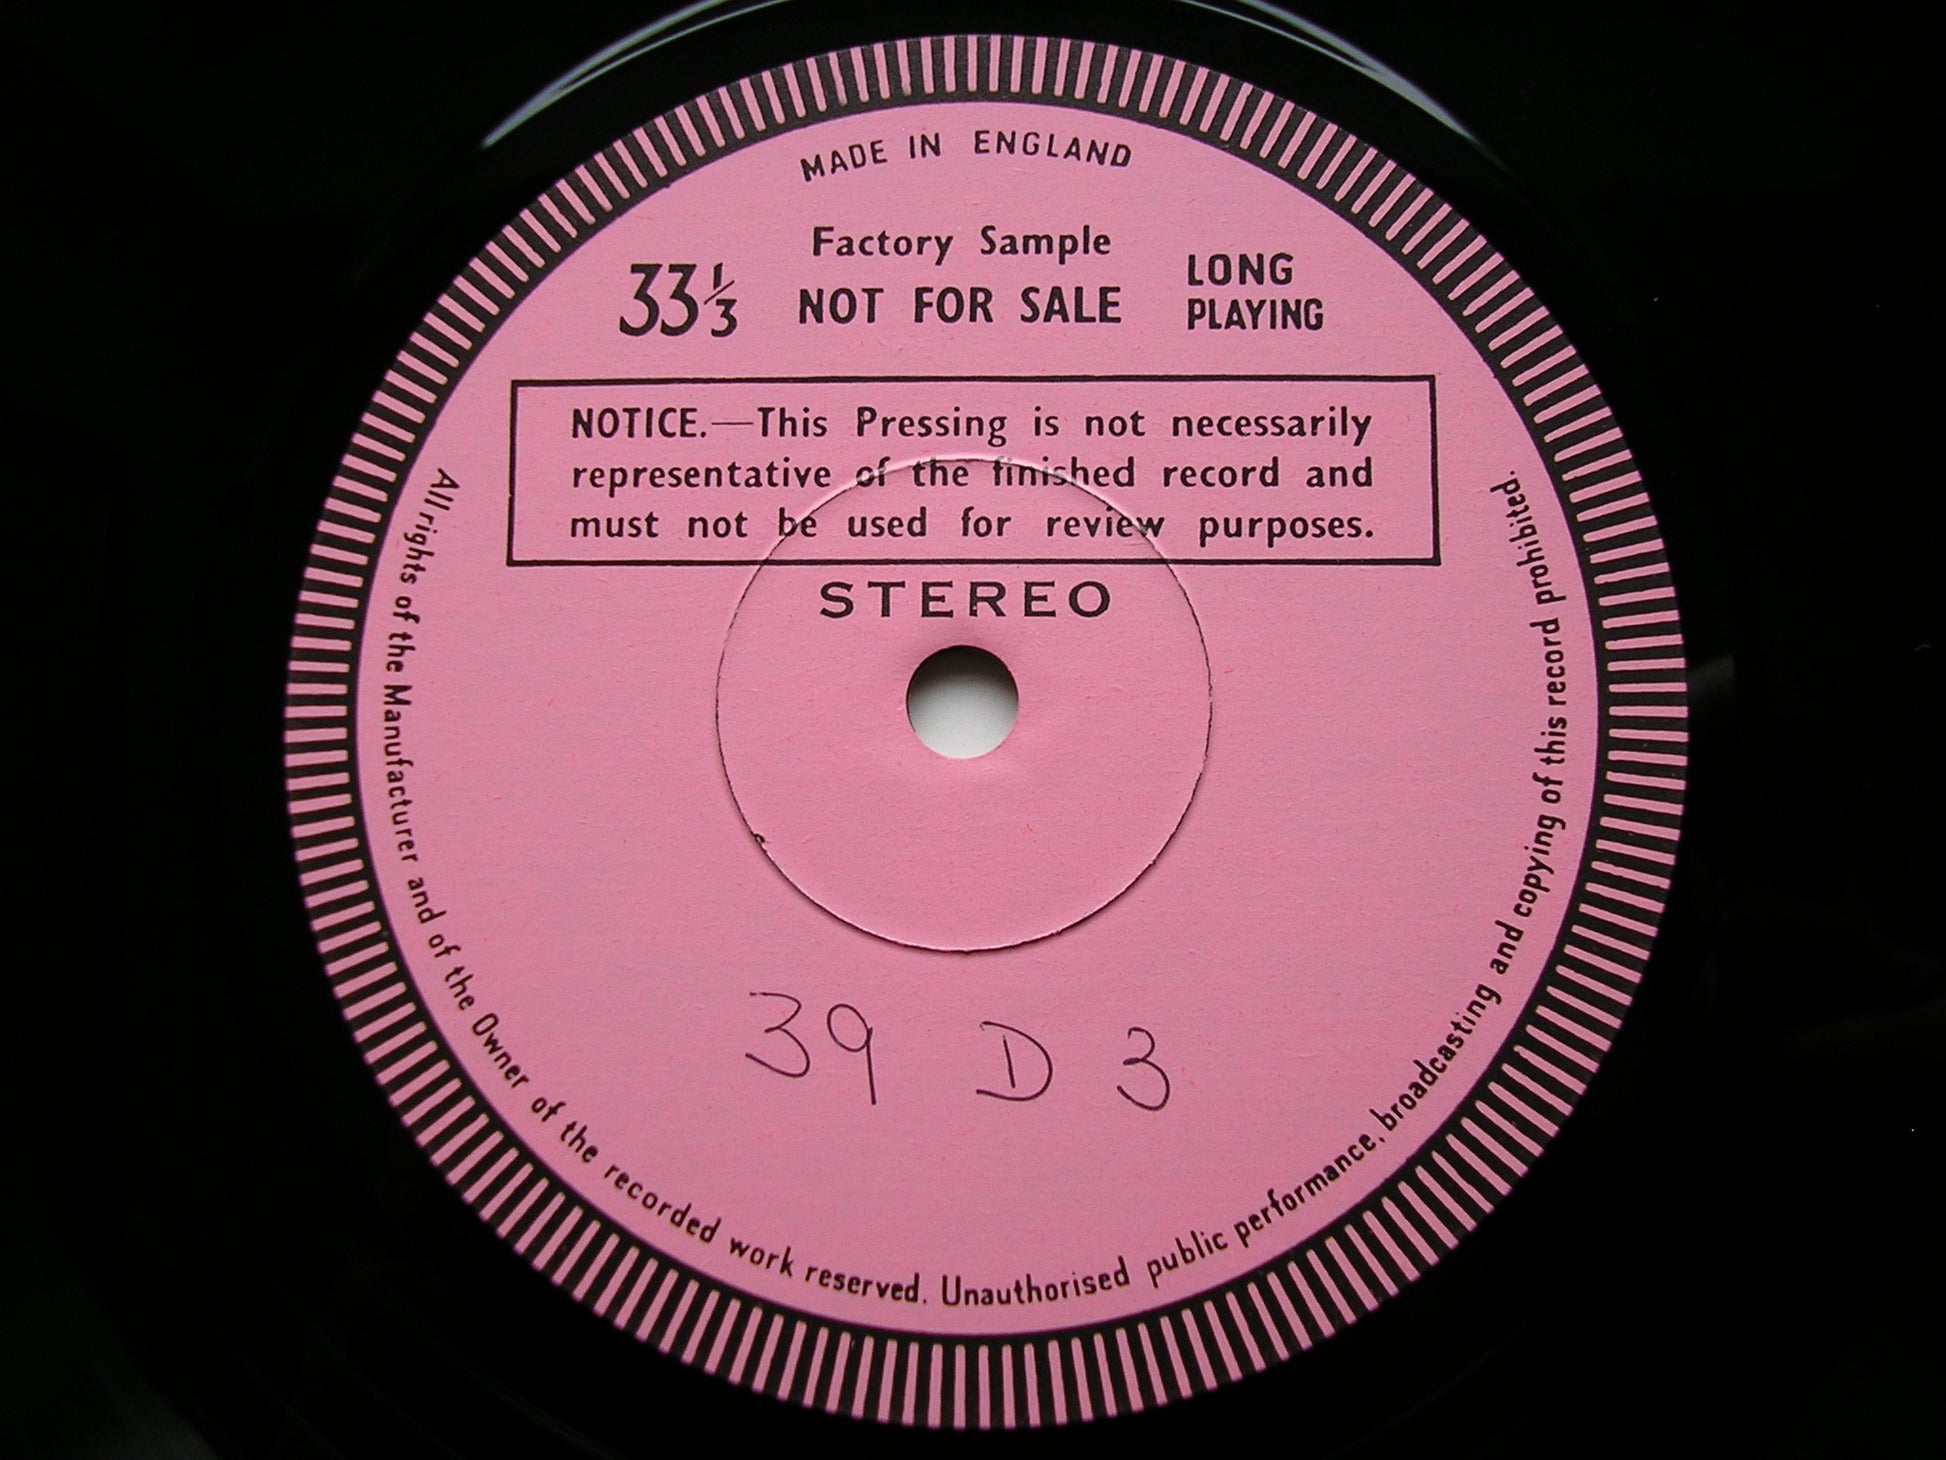 MADE IN ENGLAND
Factory Sample
33 1/3 NOT FOR SALE LONG PLAYING
NOTICE.—This Pressing is not necessarily
representative of the finished record and
must not be used for review purposes.
STEREO
39 D 3
All rights of the Manufacturer and of the Owner of the recorded work reserved. Unauthorised public performance, broadcasting and copying of this record prohibited.